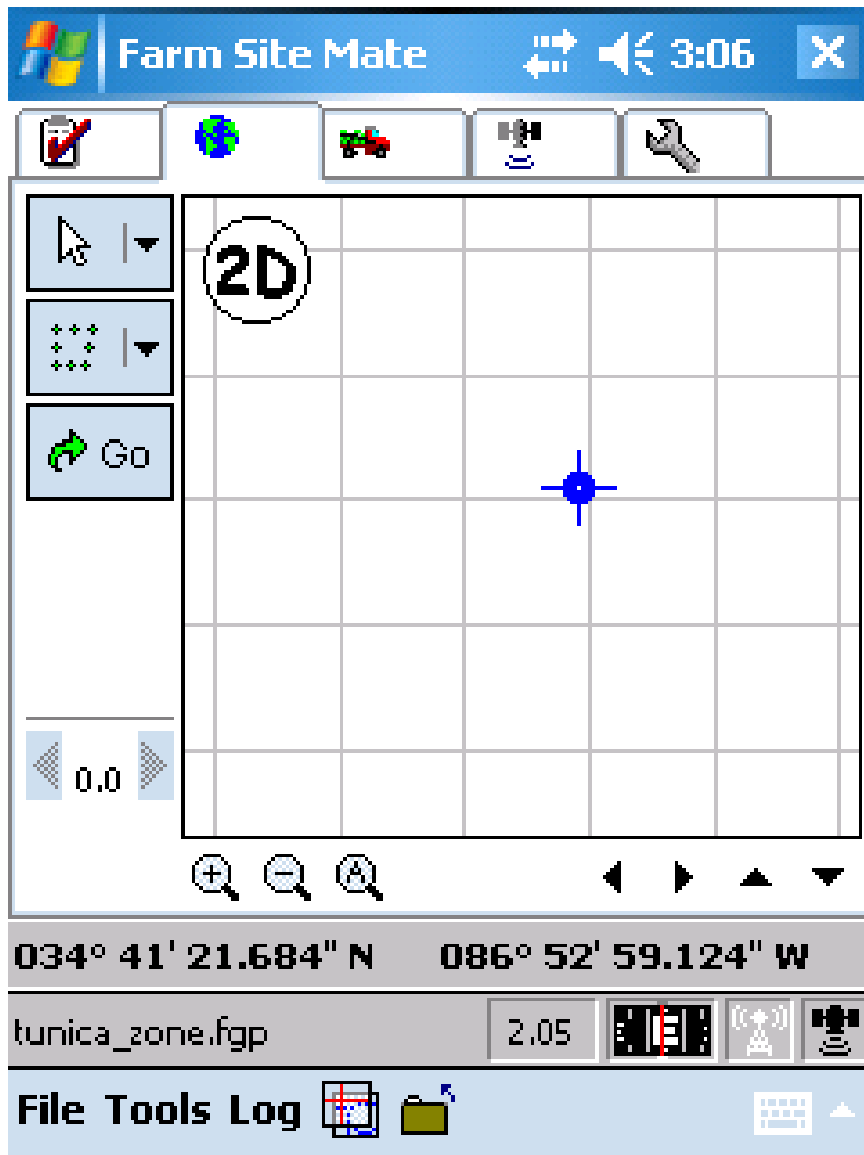 Farm Site Mate 3:06
2D
Go
0.0
A
034° 41' 21.684" N 086° 52' 59.124" W
tunica_zone.fgp 2.05
File Tools Log